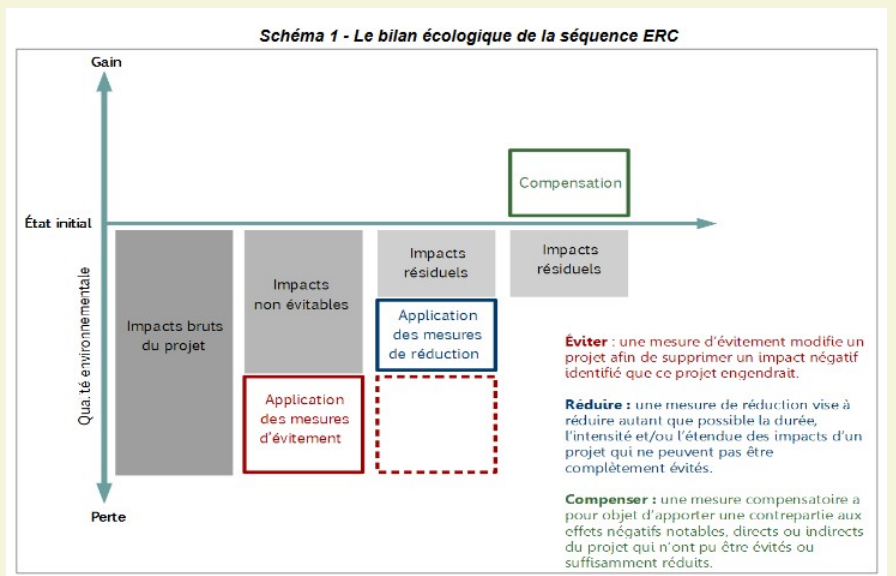 Schéma 1 - Le bilan écologique de la séquence ERC
Gain
Compensation
État initial
Qua.té environnementale
Impacts bruts
du projet
Impacts
non évitables
Impacts
résiduels
Impacts
résiduels
Application
des mesures
de réduction
Application
des mesures
d'évitement
Perte
Éviter : une mesure d'évitement modifie un
projet afin de supprimer un impact négatif
identifié que ce projet engendrait.
Réduire : une mesure de réduction vise à
réduire autant que possible la durée,
l'intensité et/ou l'étendue des impacts d'un
projet qui ne peuvent pas être
complètement évités.
Compenser : une mesure compensatoire a
pour objet d'apporter une contrepartie aux
effets négatifs notables, directs ou indirects
du projet qui n'ont pu être évités ou
suffisamment réduits.